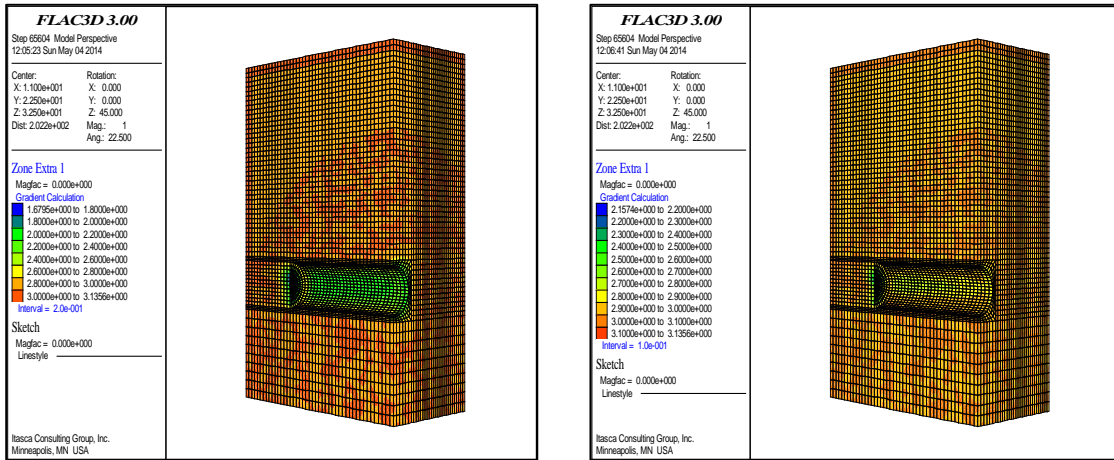 FLAC3D 3.00
Step 65604 Model Perspective
12:05:23 Sun May 04 2014
Center:
X: 1.100e+001
Y: 2.250e+001
Z: 3.250e+001
Dist: 2.022e+002
Rotation:
X: 0.000
Y: 0.000
Z: 45.000
Mag.: 1
Ang.: 22.500
Zone Extra 1
Magfac = 0.000e+000
Gradient Calculation
1.6795e+000 to 1.8000e+000
1.8000e+000 to 2.0000e+000
2.0000e+000 to 2.2000e+000
2.2000e+000 to 2.4000e+000
2.4000e+000 to 2.6000e+000
2.6000e+000 to 2.8000e+000
2.8000e+000 to 3.0000e+000
3.0000e+000 to 3.1356e+000
Interval = 2.0e-001
Sketch
Magfac = 0.000e+000
Linestyle
Itasca Consulting Group, Inc.
Minneapolis, MN USA
FLAC3D 3.00
Step 65604 Model Perspective
12:06:41 Sun May 04 2014
Center:
X: 1.100e+001
Y: 2.250e+001
Z: 3.250e+001
Dist: 2.022e+002
Rotation:
X: 0.000
Y: 0.000
Z: 45.000
Mag.: 1
Ang.: 22.500
Zone Extra 1
Magfac = 0.000e+000
Gradient Calculation
2.1574e+000 to 2.2000e+000
2.2000e+000 to 2.3000e+000
2.3000e+000 to 2.4000e+000
2.4000e+000 to 2.5000e+000
2.5000e+000 to 2.6000e+000
2.6000e+000 to 2.7000e+000
2.7000e+000 to 2.8000e+000
2.8000e+000 to 2.9000e+000
2.9000e+000 to 3.0000e+000
3.0000e+000 to 3.1000e+000
3.1000e+000 to 3.1356e+000
Interval = 1.0e-001
Sketch
Magfac = 0.000e+000
Linestyle
Itasca Consulting Group, Inc.
Minneapolis, MN USA